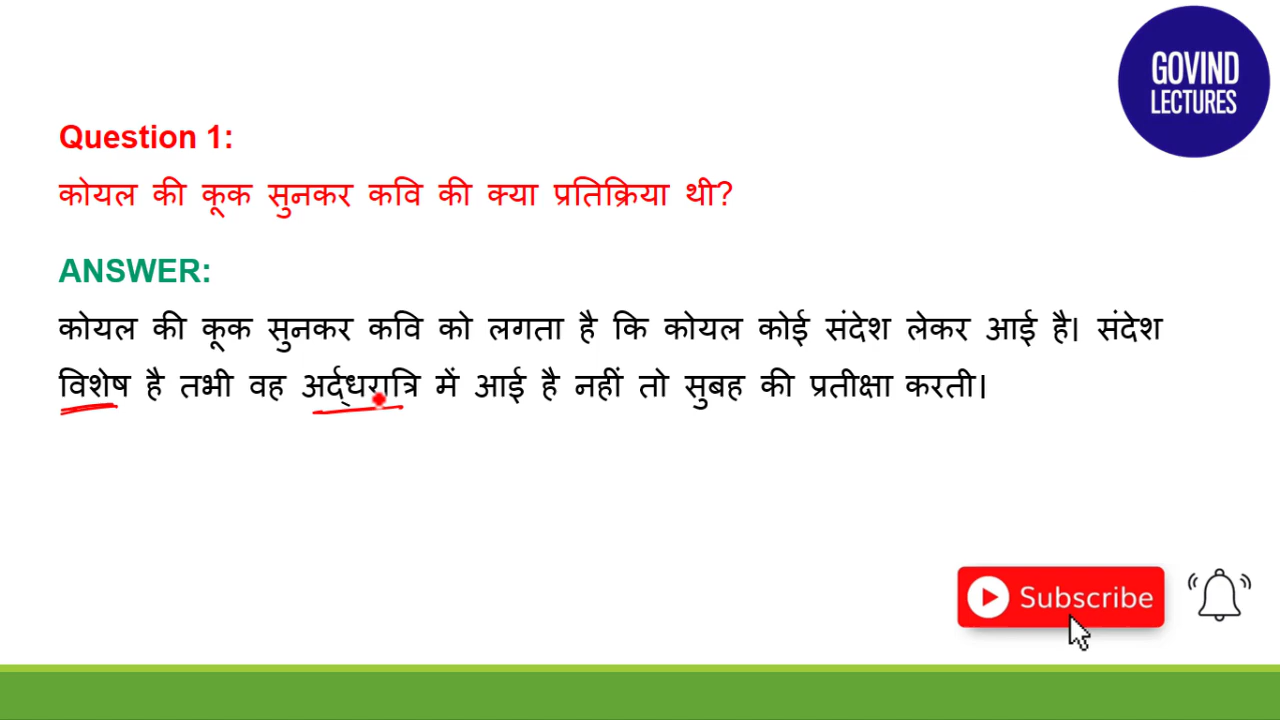 GOVIND
LECTURES
Question 1:
कोयल की कूक सुनकर कवि की क्या प्रतिक्रिया थी?
ANSWER:
कोयल की कूक सुनकर कवि को लगता है कि कोयल कोई संदेश लेकर आई है। संदेश
विशेष है तभी वह अर्द्धरात्रि में आई है नहीं तो सुबह की प्रतीक्षा करती।
Subscribe